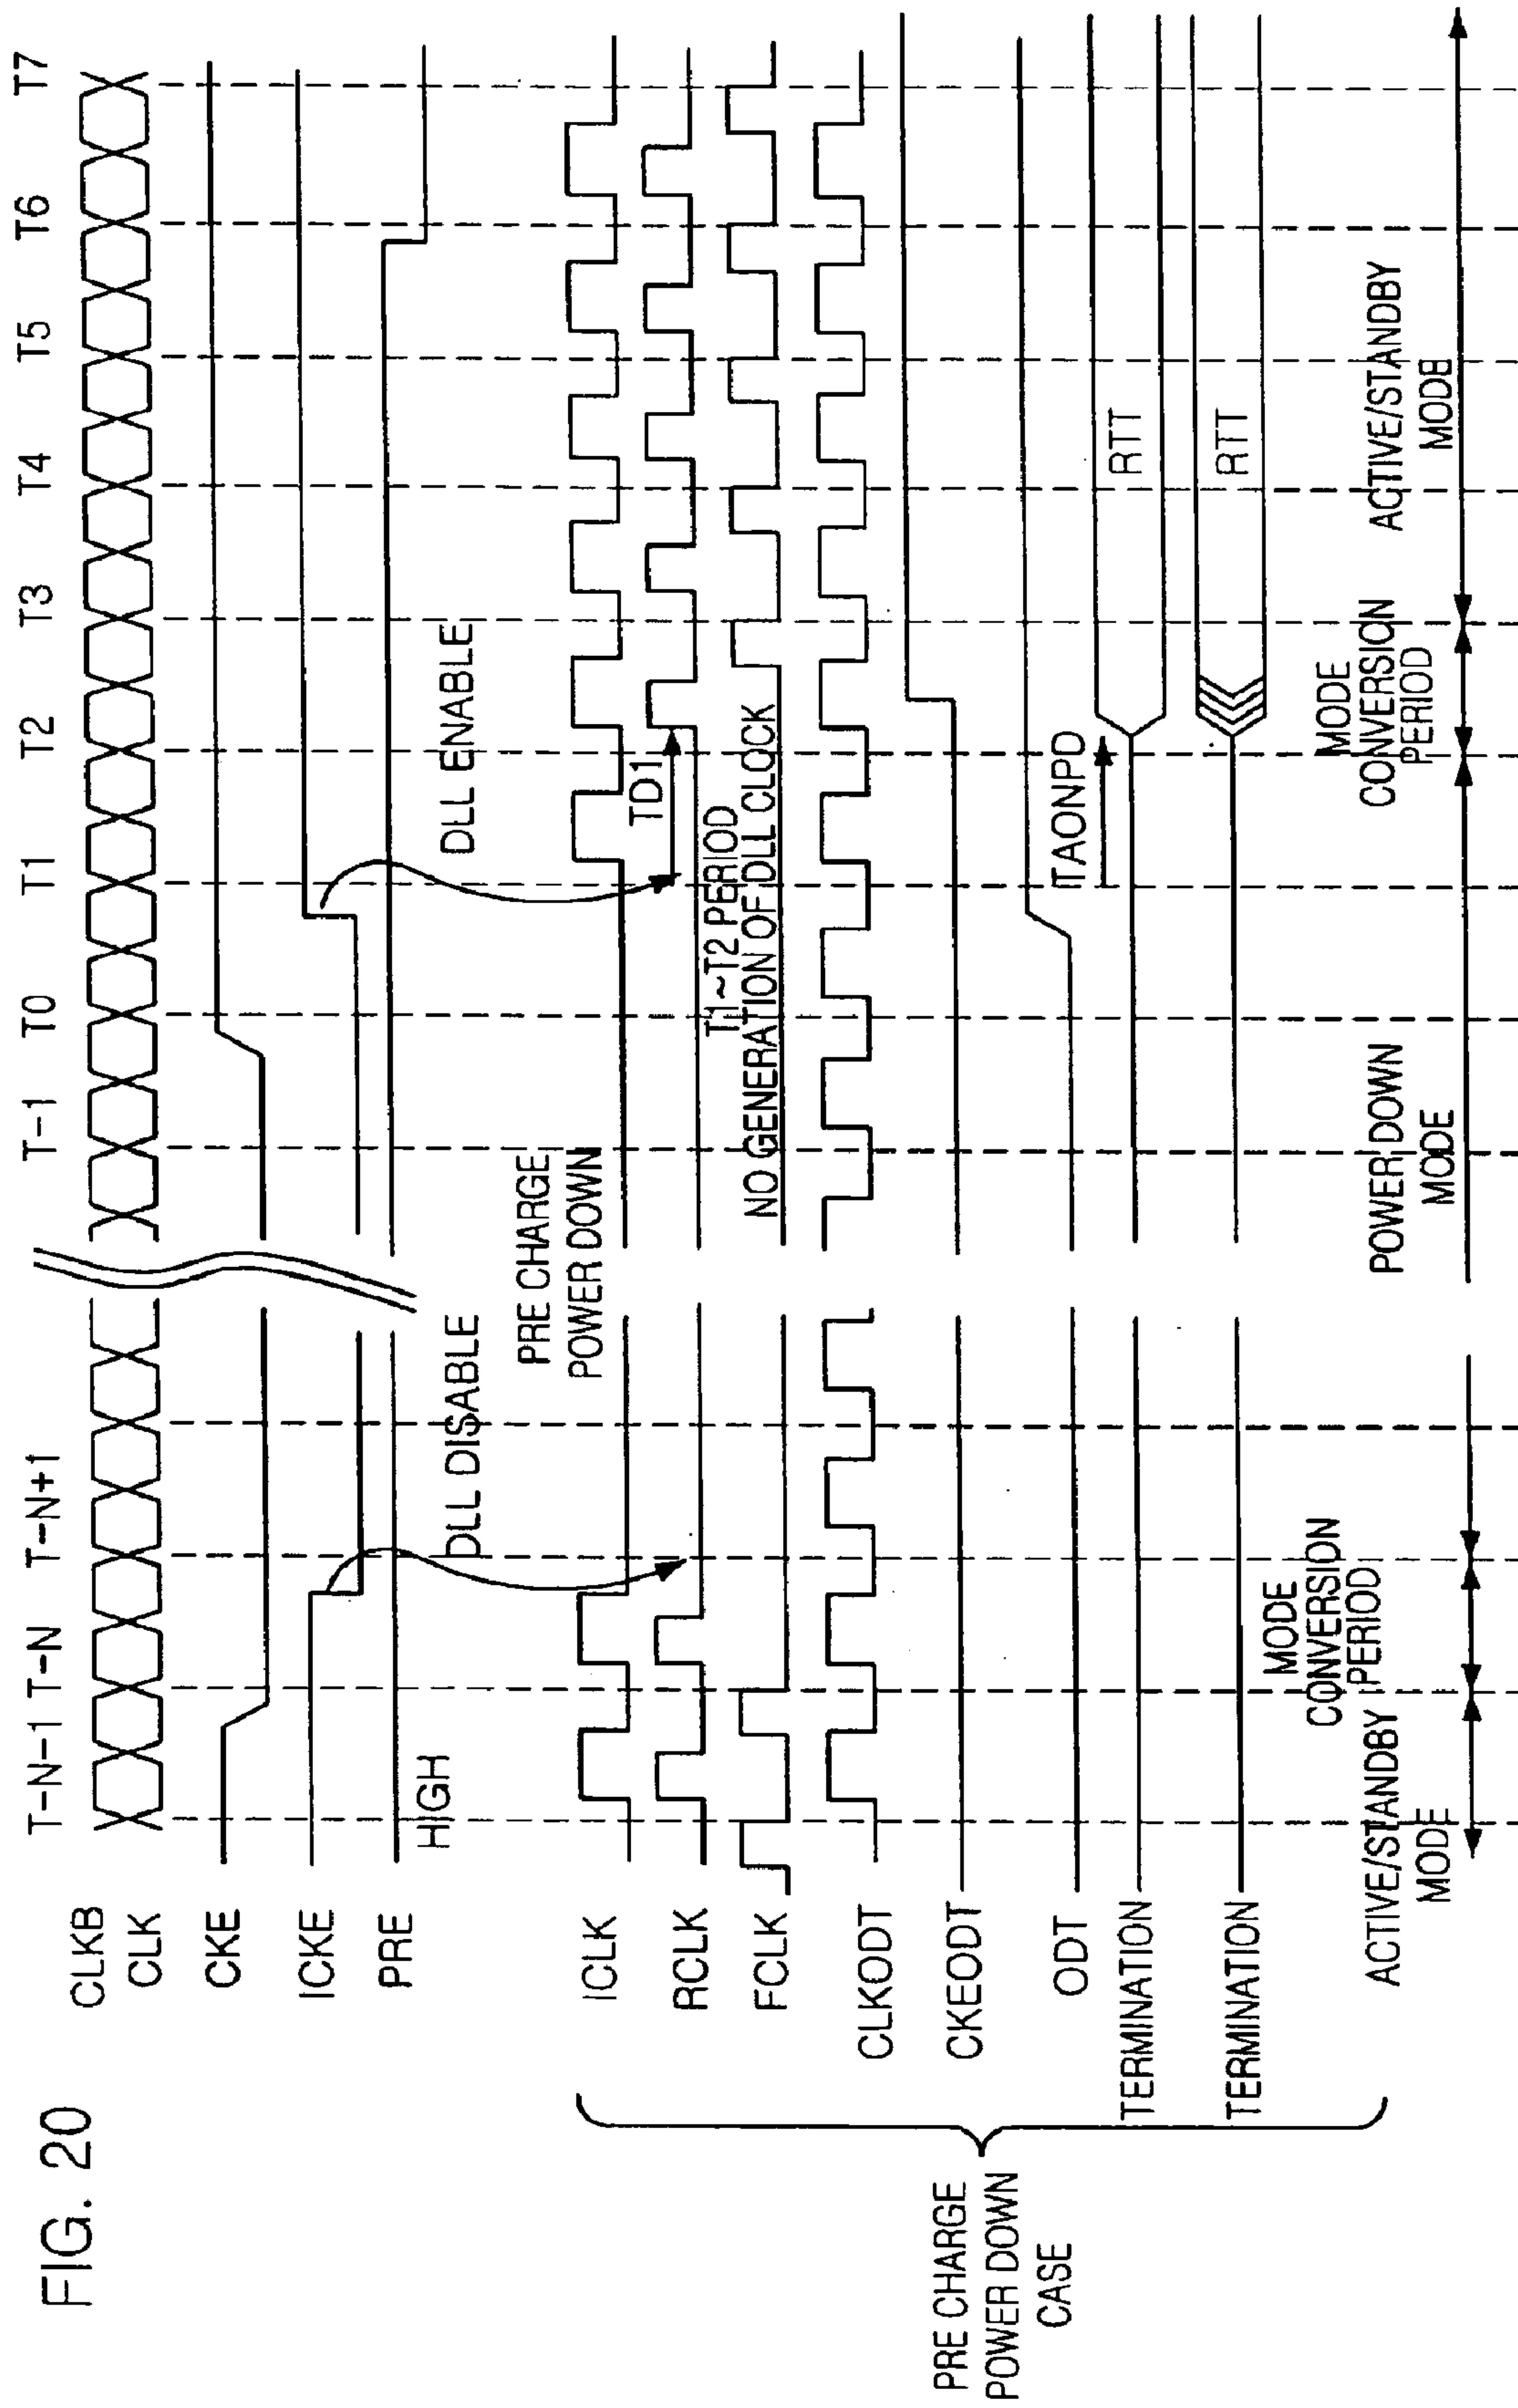 FIG. 20
T-N-1 T-N T-N+1 T-1 T0 T1 T2 T3 T4 T5 T6 T7
CLKB
CLK
CKE
ICKE
PRE
HIGH
DLL DISABLE
DLL ENABLE
PRE CHARGE
POWER DOWN
ICLK
RCLK
TD1
T1~T2 PERIOD
NO GENERATION OF DLL CLOCK
FCLK
CLKODT
CKEODT
ODT
TAONPD
TERMINATION
RTT
TERMINATION
RTT
PRE CHARGE
POWER DOWN
CASE
ACTIVE/STANDBY
MODE
MODE
CONVERSION
PERIOD
POWER DOWN
MODE
MODE
CONVERSION
PERIOD
ACTIVE/STANDBY
MODE